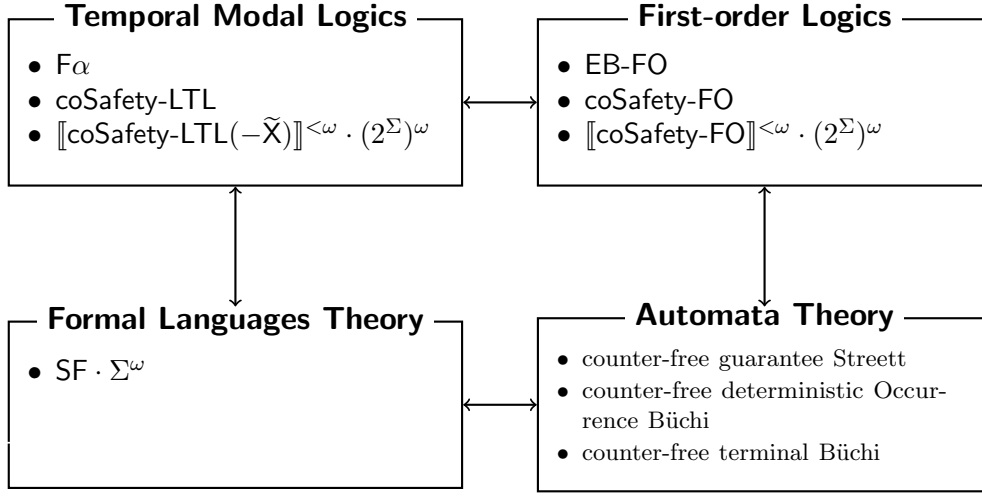 Temporal Modal Logics
• Fα
• coSafety-LTL
• ⟦coSafety-LTL(−X̃)⟧^{<ω} · (2^Σ)^ω
First-order Logics
• EB-FO
• coSafety-FO
• ⟦coSafety-FO⟧^{<ω} · (2^Σ)^ω
Formal Languages Theory
• SF · Σ^ω
Automata Theory
• counter-free guarantee Streett
• counter-free deterministic Occur-
rence Büchi
• counter-free terminal Büchi